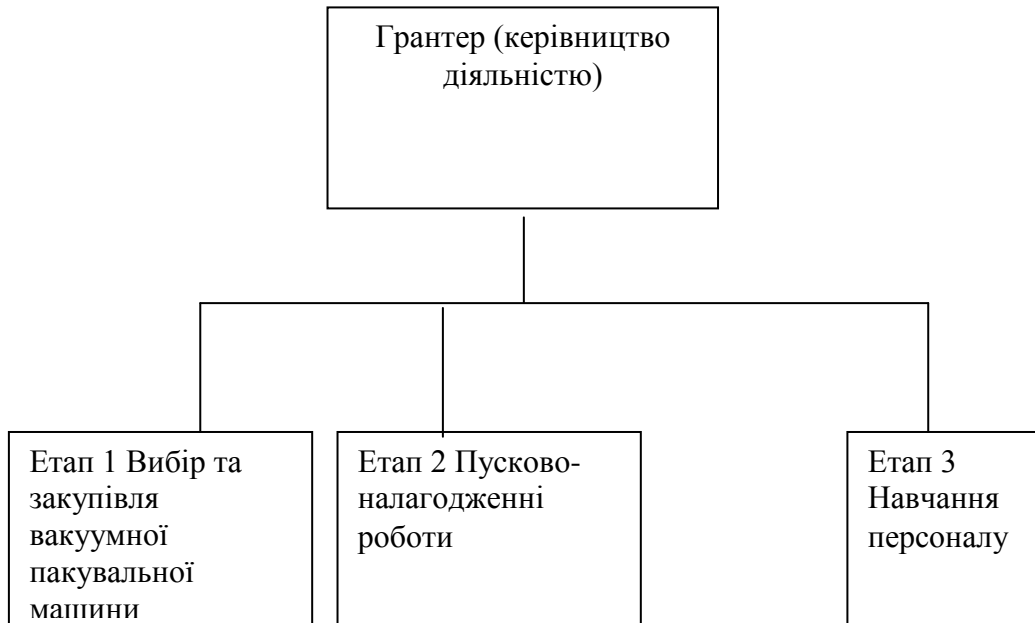 Грантер (керівництво
діяльністю)
Етап 1 Вибір та
закупівля
вакуумної
пакувальної
машини
Етап 2 Пусково-
налагодженні
роботи
Етап 3
Навчання
персоналу